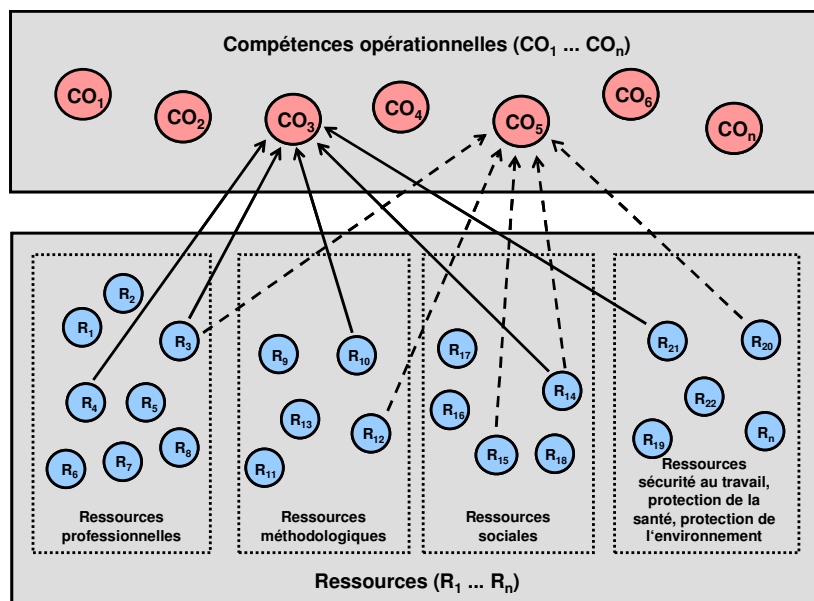 Compétences opérationnelles (CO1 ... COn)
CO1
CO2
CO3
CO4
CO5
CO6
COn
R1
R2
R3
R4
R5
R6
R7
R8
Ressources
professionnelles
R9
R10
R13
R12
R11
Ressources
méthodologiques
R17
R14
R16
R15
R18
Ressources
sociales
R21
R20
R22
R19
Rn
Ressources
sécurité au travail,
protection de la
santé, protection de
l‘environnement
Ressources (R1 ... Rn)